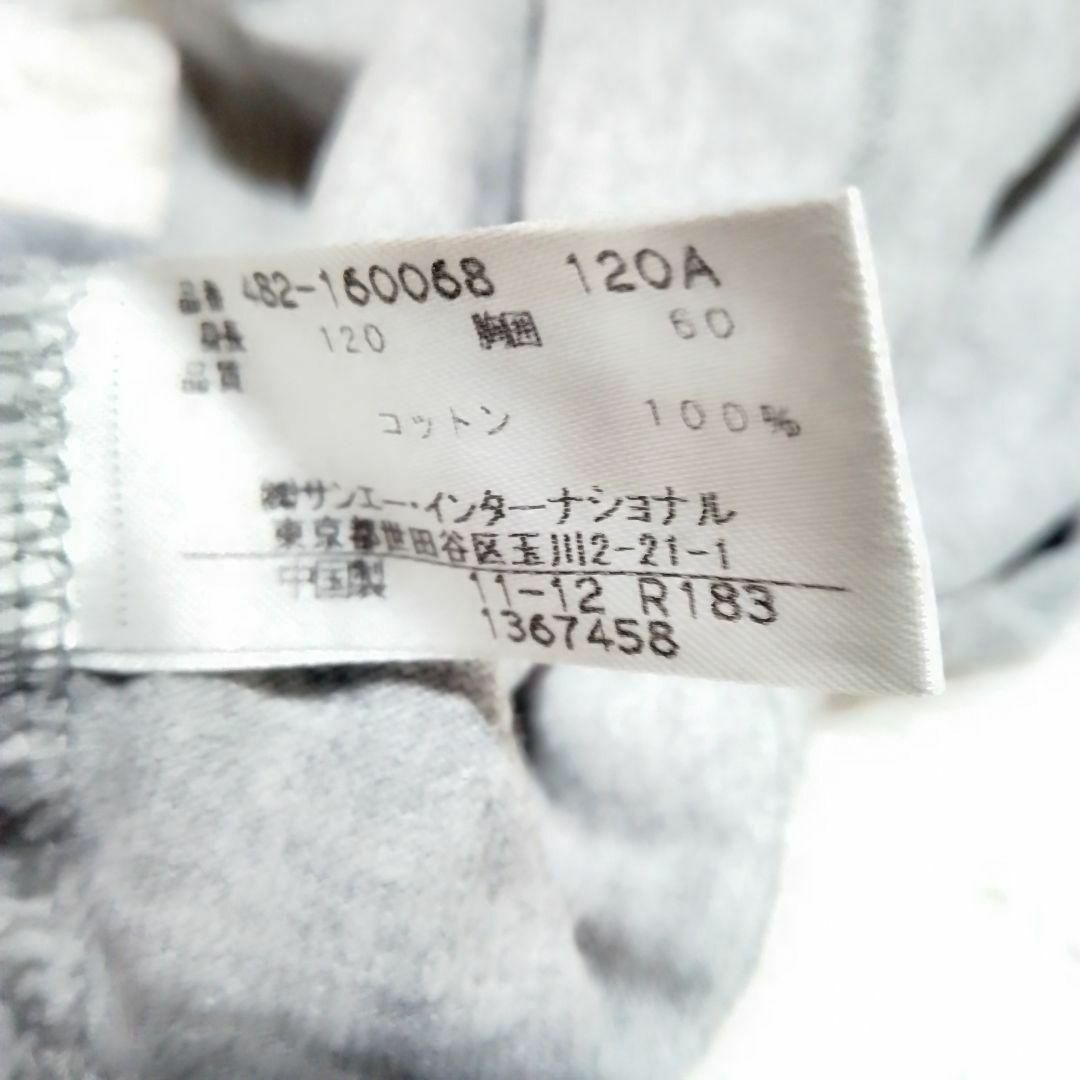 品番 482-160068 120A
身長 120 胸囲 60
品質
コットン 100%
㈱サンエー・インターナショナル
東京都世田谷区玉川2-21-1
中国製 11-12 R183
1367458